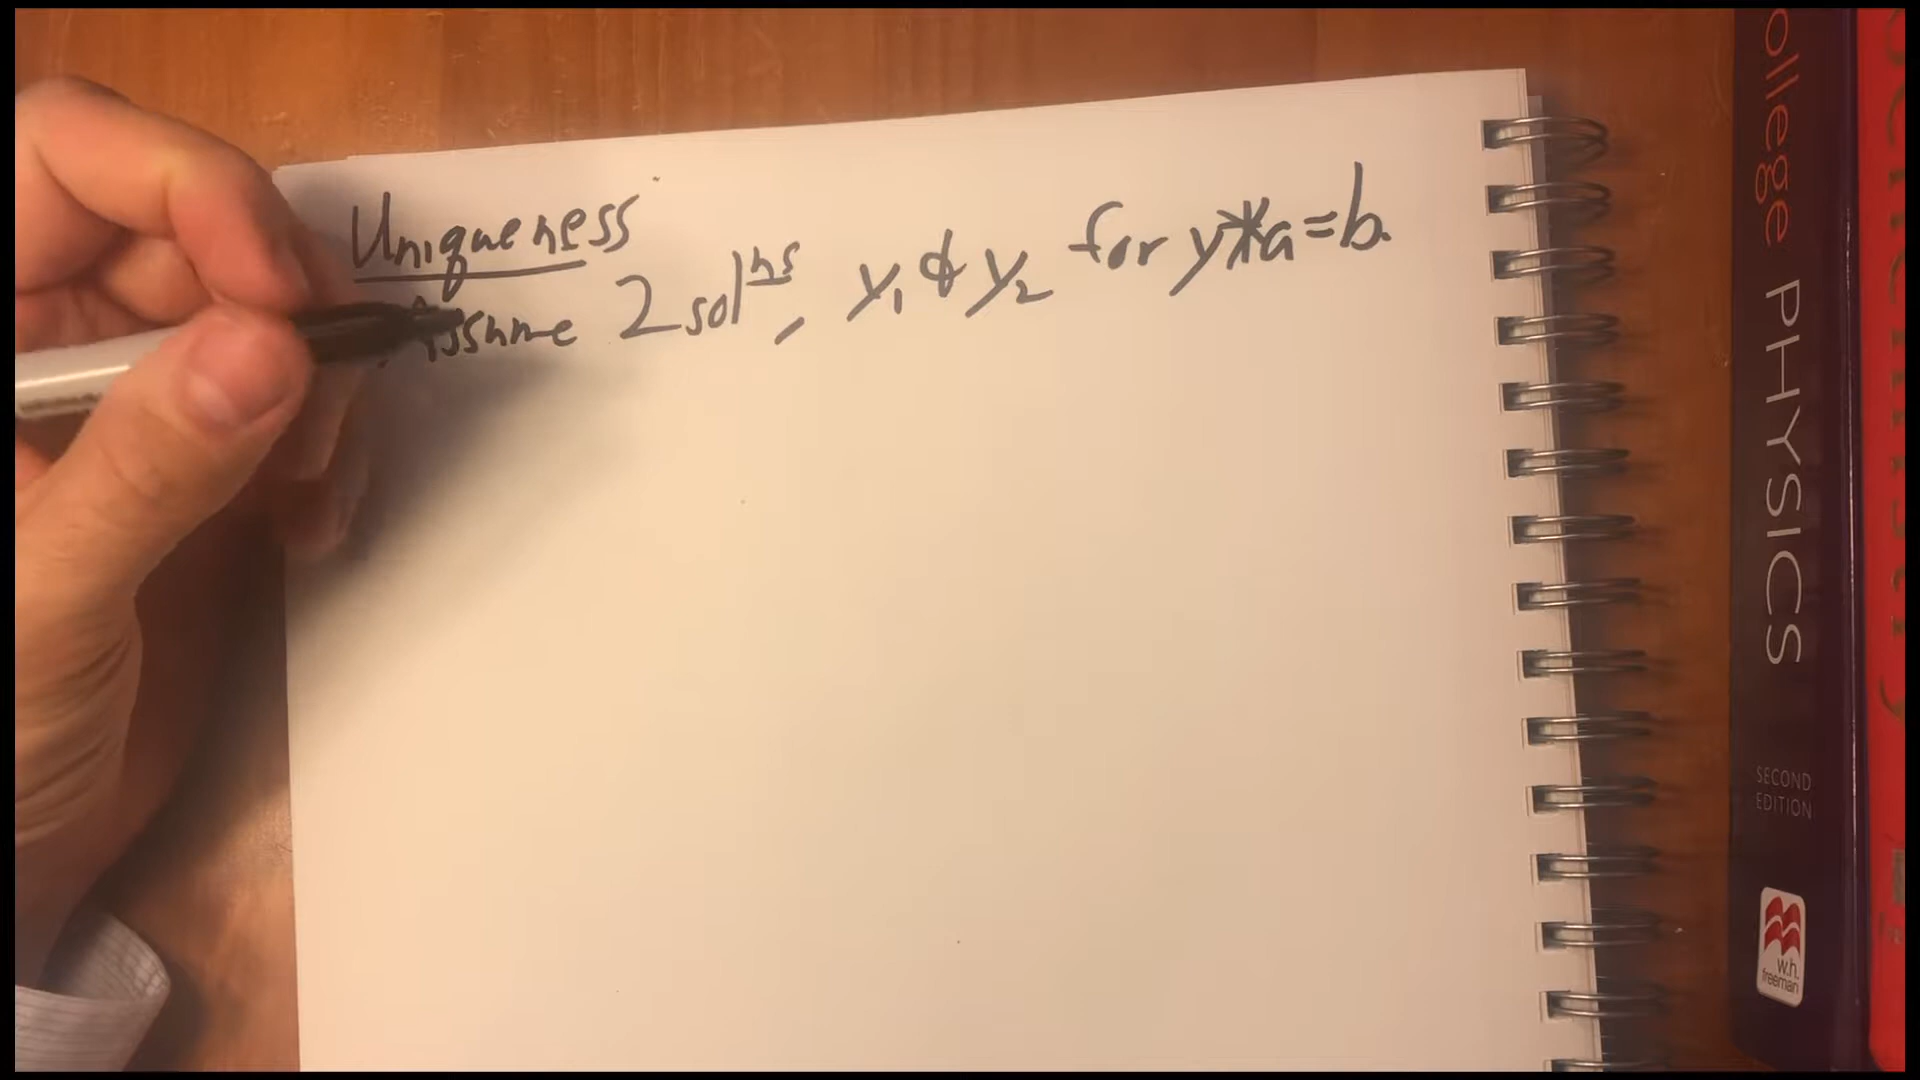 Uniqueness
Assume 2 solⁿˢ, y₁ & y₂ for y*a=b.
ollege PHYSICS
SECOND
EDITION
w.h.
freeman